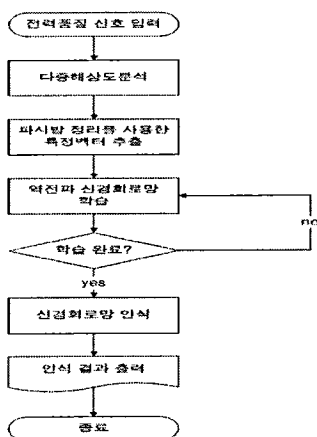 전력품질 신호 입력
다중해상도분석
파시발 정리를 사용한
특징벡터 추출
역전파 신경회로망
학습
no
학습 완료?
yes
신경회로망 인식
인식 결과 출력
종료